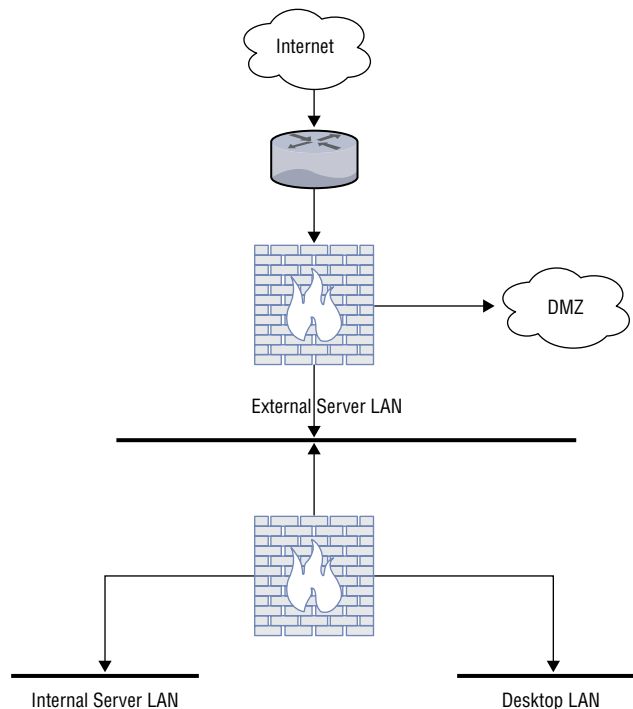 Internet
DMZ
External Server LAN
Internal Server LAN
Desktop LAN